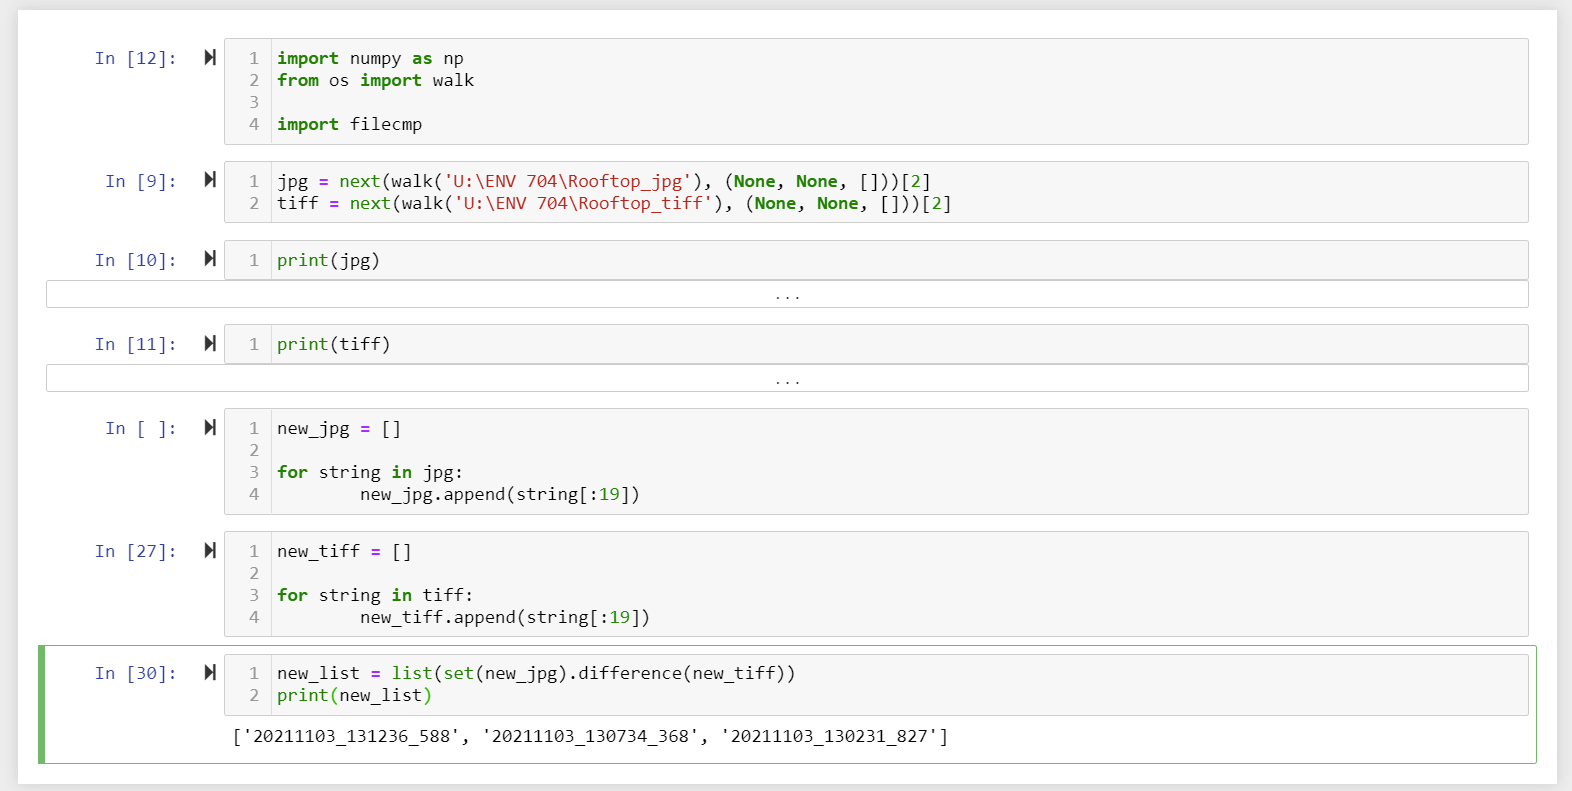 In [12]:
1 import numpy as np
2 from os import walk
3
4 import filecmp
In [9]:
1 jpg = next(walk('U:\ENV 704\Rooftop_jpg'), (None, None, []))[2]
2 tiff = next(walk('U:\ENV 704\Rooftop_tiff'), (None, None, []))[2]
In [10]:
1 print(jpg)
...
In [11]:
1 print(tiff)
...
In [ ]:
1 new_jpg = []
2
3 for string in jpg:
4         new_jpg.append(string[:19])
In [27]:
1 new_tiff = []
2
3 for string in tiff:
4         new_tiff.append(string[:19])
In [30]:
1 new_list = list(set(new_jpg).difference(new_tiff))
2 print(new_list)
['20211103_131236_588', '20211103_130734_368', '20211103_130231_827']